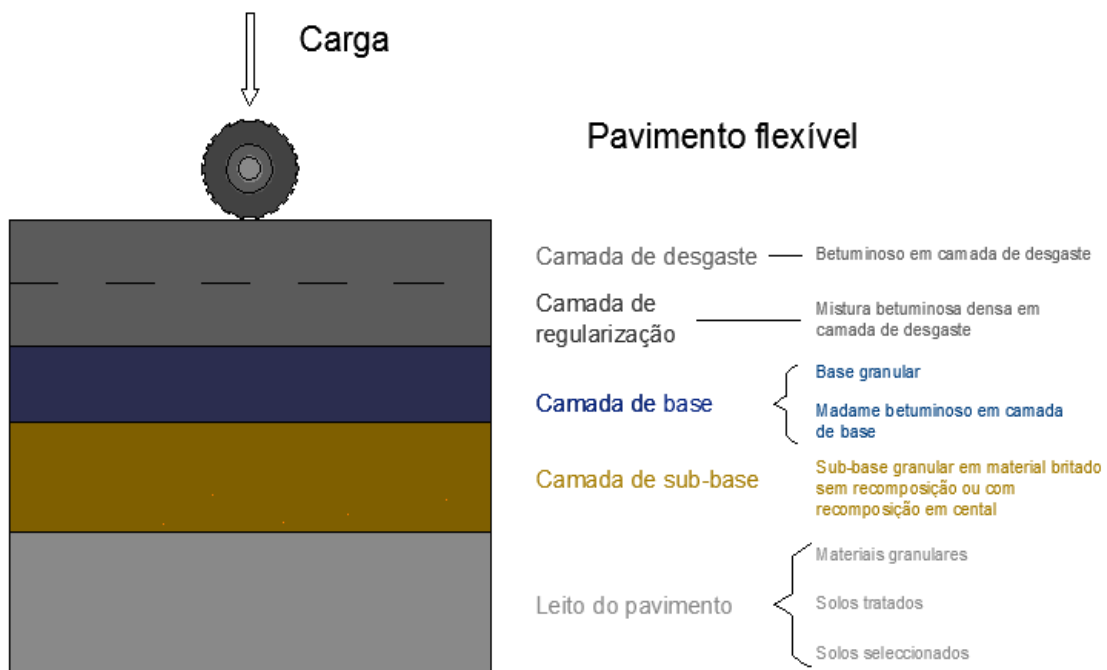 Carga
Pavimento flexível
Camada de desgaste
Betuminoso em camada de desgaste
Camada de
regularização
Mistura betuminosa densa em
camada de desgaste
Camada de base
Base granular
Madame betuminoso em camada
de base
Camada de sub-base
Sub-base granular em material britado
sem recomposição ou com
recomposição em cental
Leito do pavimento
Materiais granulares
Solos tratados
Solos seleccionados